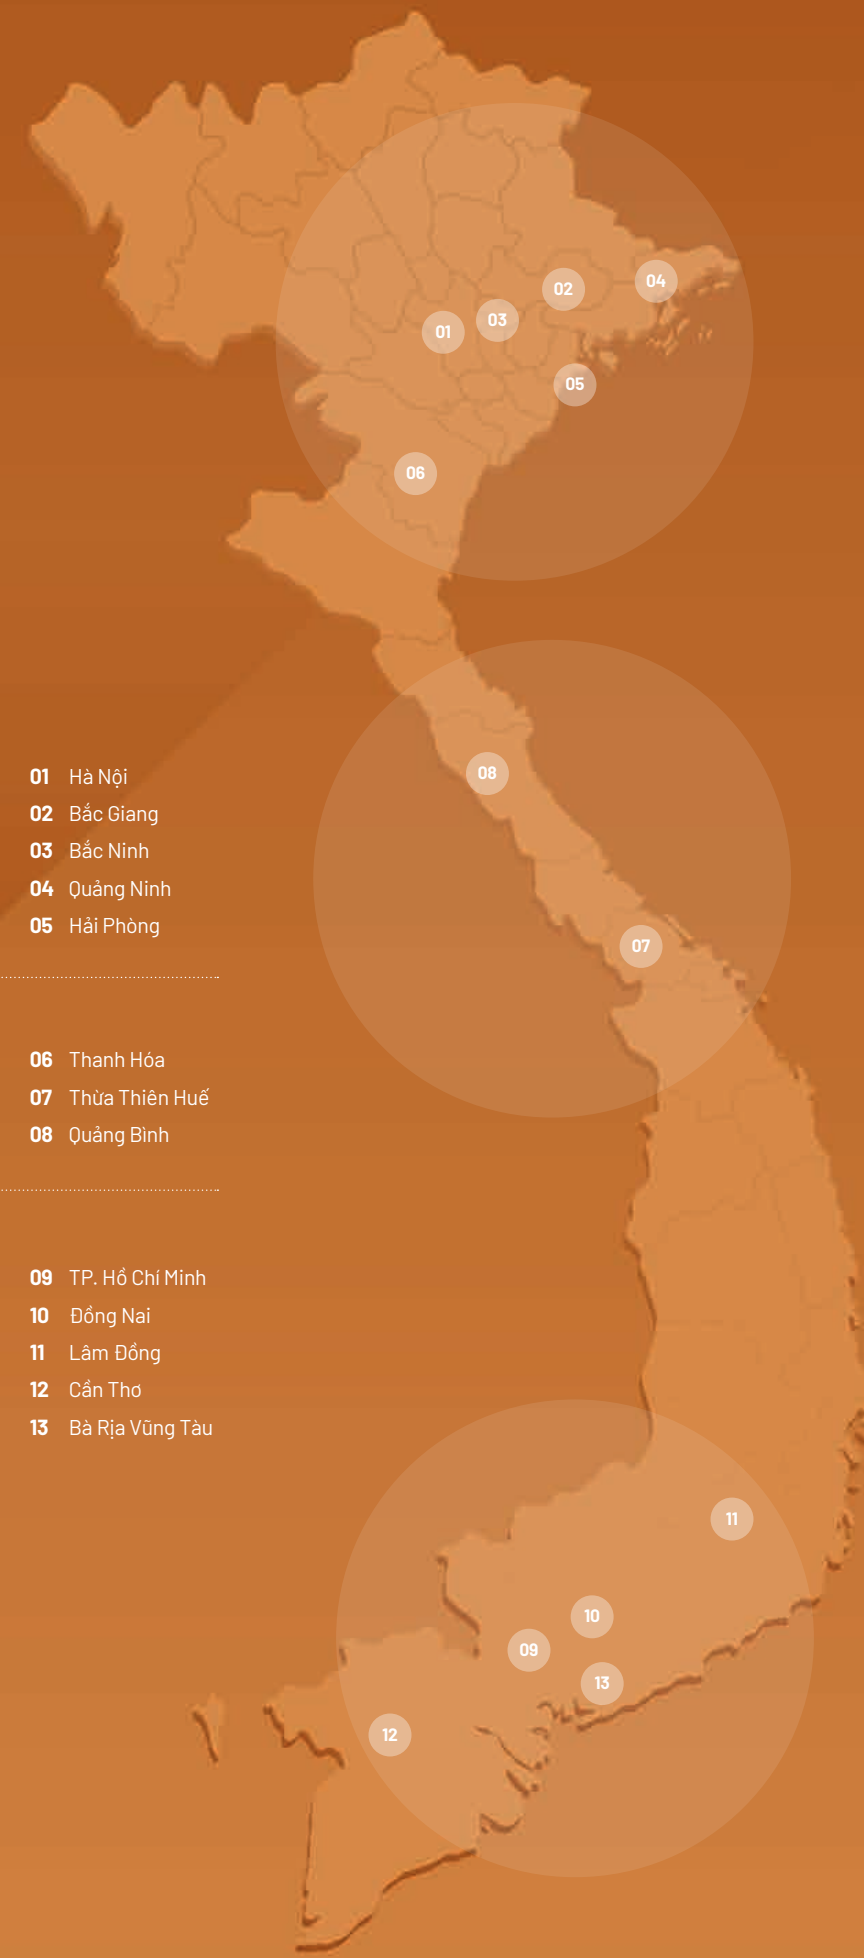 04
02
03
01
05
06
08
07
11
10
09
13
12
01 Hà Nội
02 Bắc Giang
03 Bắc Ninh
04 Quảng Ninh
05 Hải Phòng
06 Thanh Hóa
07 Thừa Thiên Huế
08 Quảng Bình
09 TP. Hồ Chí Minh
10 Đồng Nai
11 Lâm Đồng
12 Cần Thơ
13 Bà Rịa Vũng Tàu